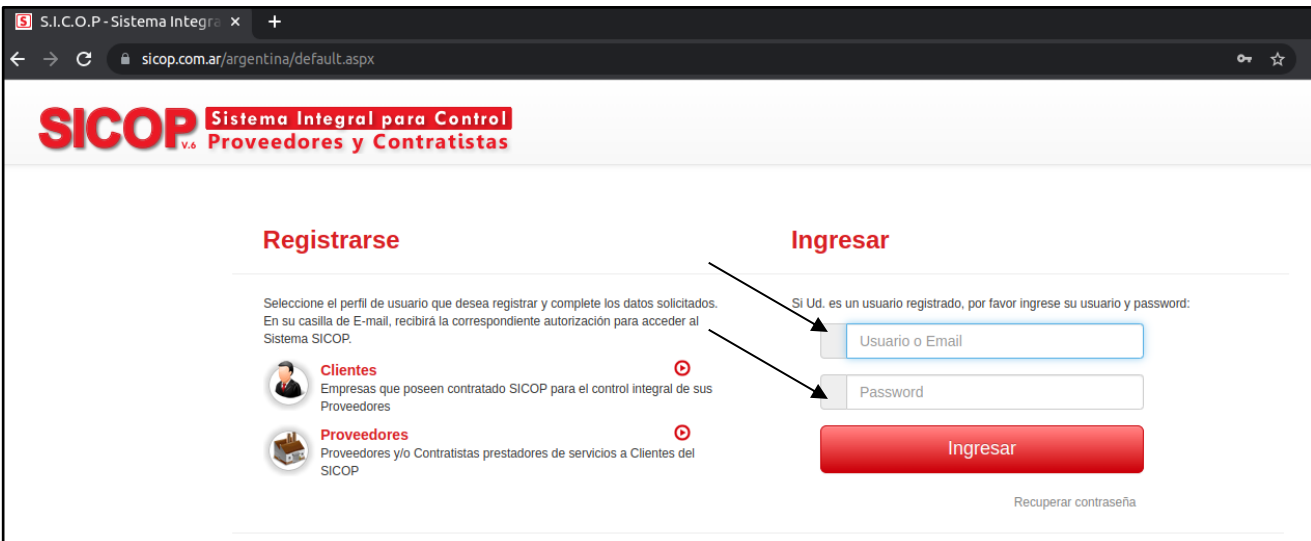 S.I.C.O.P - Sistema Integra
sicop.com.ar/argentina/default.aspx
SICOP V.6
Sistema Integral para Control
Proveedores y Contratistas
Registrarse
Seleccione el perfil de usuario que desea registrar y complete los datos solicitados.
En su casilla de E-mail, recibirá la correspondiente autorización para acceder al
Sistema SICOP.
Clientes
Empresas que poseen contratado SICOP para el control integral de sus
Proveedores
Proveedores
Proveedores y/o Contratistas prestadores de servicios a Clientes del
SICOP
Ingresar
Si Ud. es un usuario registrado, por favor ingrese su usuario y password:
Usuario o Email
Password
Ingresar
Recuperar contraseña